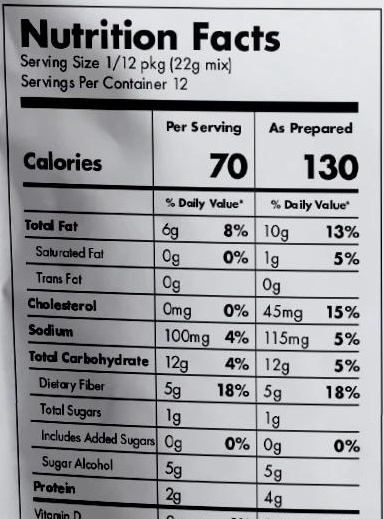 Nutrition Facts
Serving Size 1/12 pkg (22g mix)
Servings Per Container 12
Per Serving As Prepared
Calories 70 130
% Daily Value* % Daily Value*
Total Fat 6g 8% 10g 13%
Saturated Fat 0g 0% 1g 5%
Trans Fat 0g 0g
Cholesterol 0mg 0% 45mg 15%
Sodium 100mg 4% 115mg 5%
Total Carbohydrate 12g 4% 12g 5%
Dietary Fiber 5g 18% 5g 18%
Total Sugars 1g 1g
Includes Added Sugars 0g 0% 0g 0%
Sugar Alcohol 5g 5g
Protein 2g 4g
Vitamin D